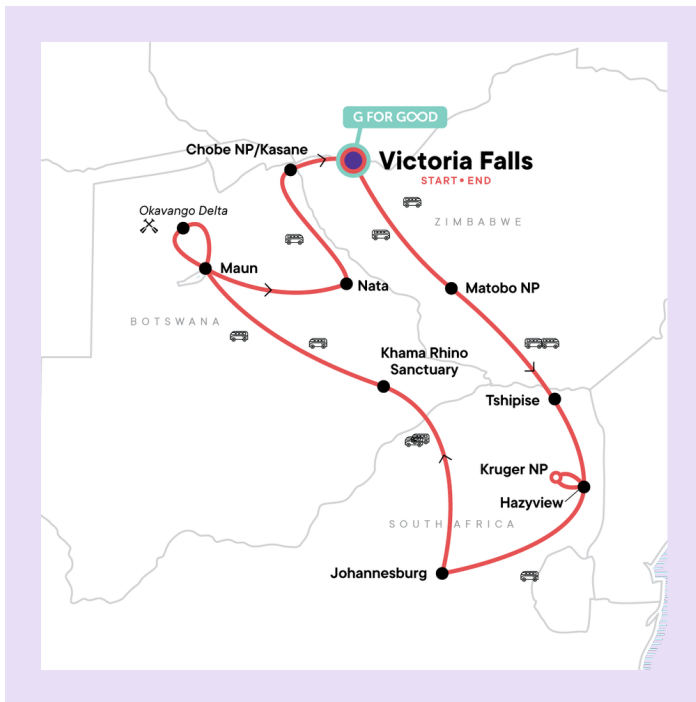 G FOR GOOD
Chobe NP/Kasane
Victoria Falls
START • END
Okavango Delta
ZIMBABWE
Maun
Nata
Matobo NP
BOTSWANA
Khama Rhino
Sanctuary
Tshipise
Kruger NP
Hazyview
SOUTH AFRICA
Johannesburg